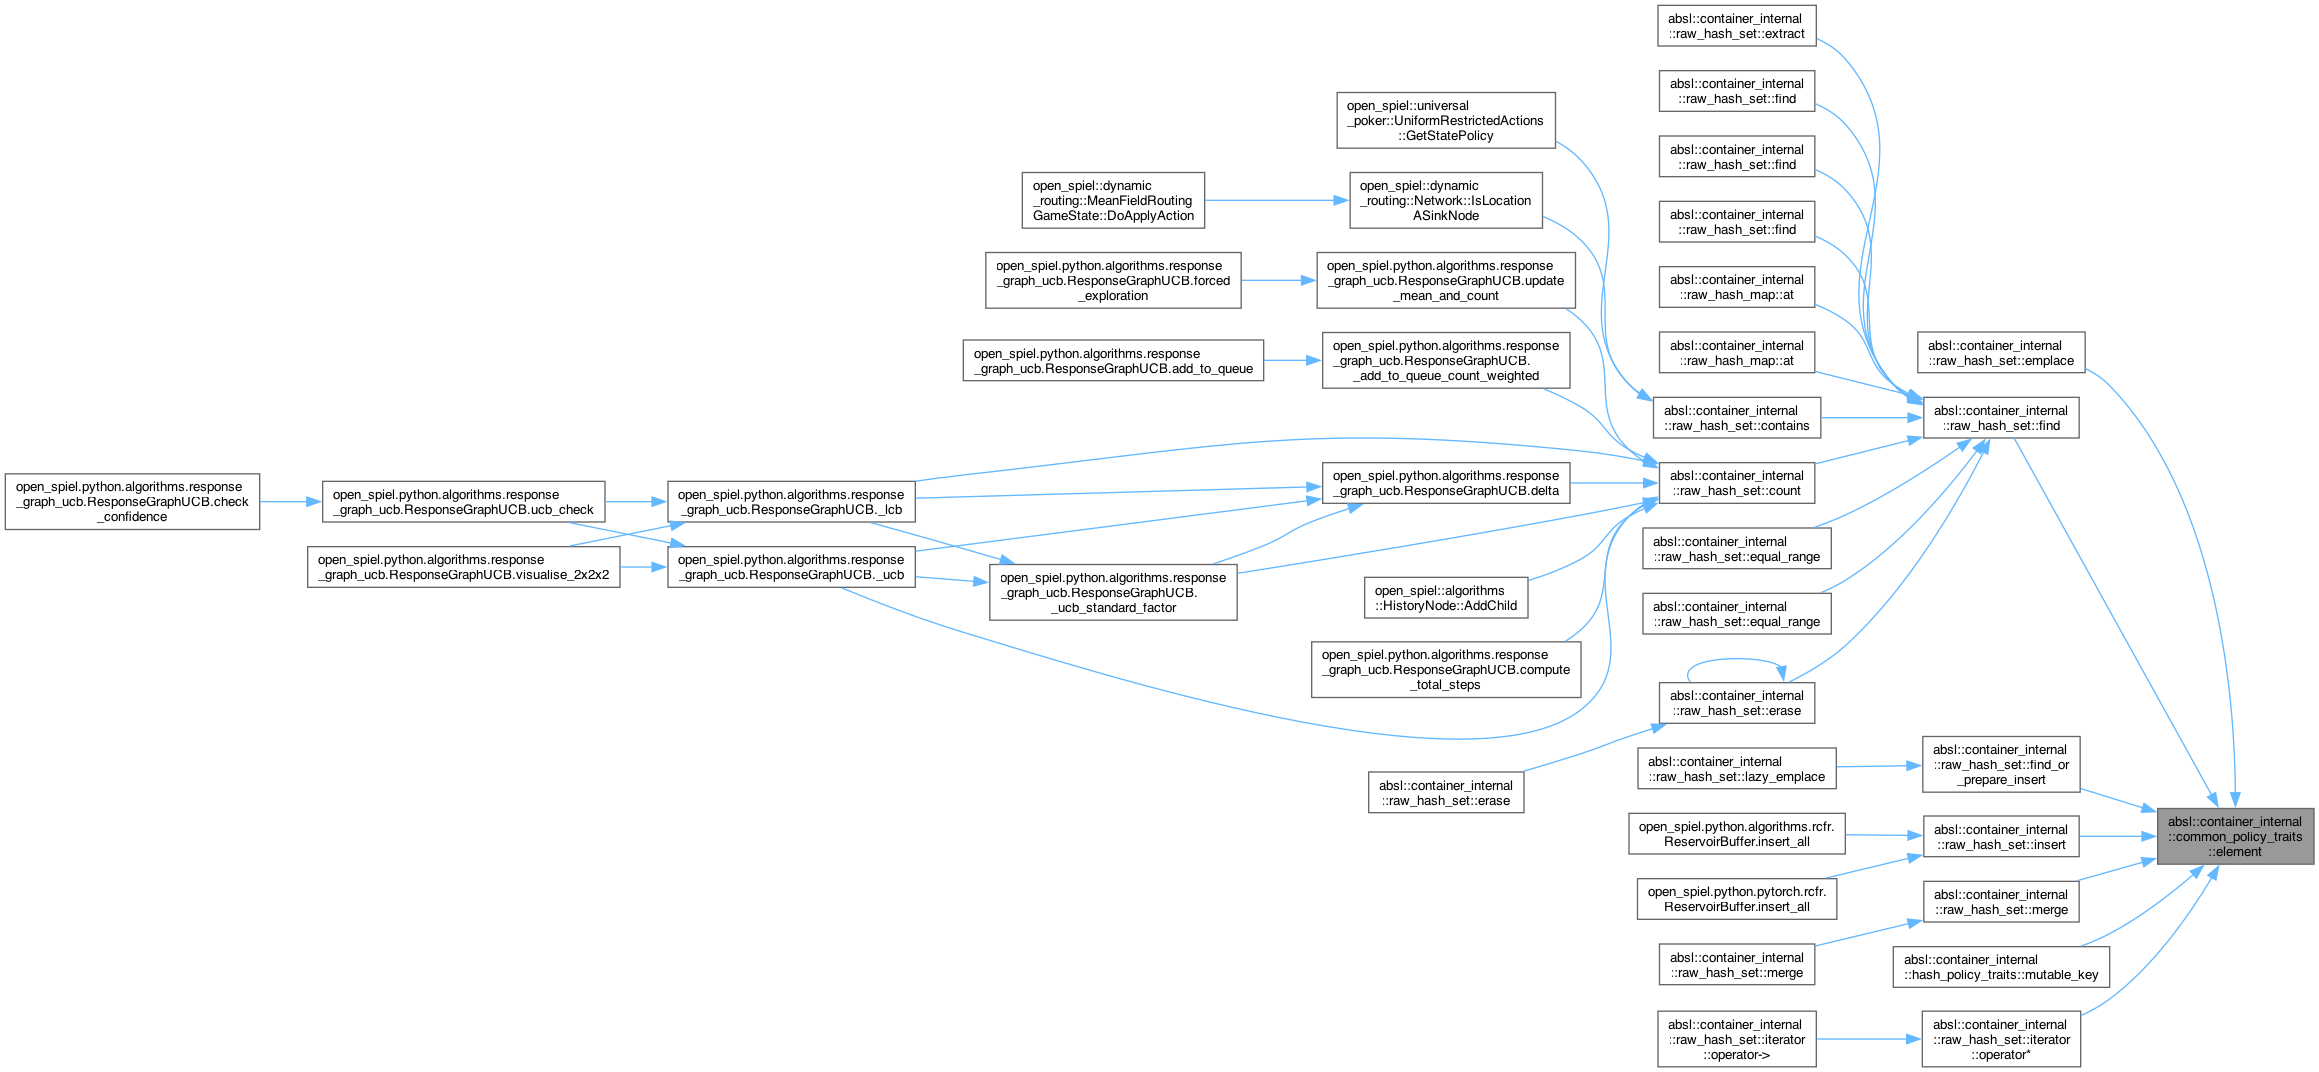 absl::container_internal
::raw_hash_set::extract
absl::container_internal
::raw_hash_set::find
absl::container_internal
::raw_hash_set::find
absl::container_internal
::raw_hash_set::find
absl::container_internal
::raw_hash_map::at
absl::container_internal
::raw_hash_map::at
absl::container_internal
::raw_hash_set::contains
absl::container_internal
::raw_hash_set::count
absl::container_internal
::raw_hash_set::equal_range
absl::container_internal
::raw_hash_set::equal_range
absl::container_internal
::raw_hash_set::erase
absl::container_internal
::raw_hash_set::erase
absl::container_internal
::raw_hash_set::lazy_emplace
open_spiel.python.algorithms.rcfr.
ReservoirBuffer.insert_all
open_spiel.python.pytorch.rcfr.
ReservoirBuffer.insert_all
absl::container_internal
::raw_hash_set::merge
absl::container_internal
::raw_hash_set::iterator
::operator->
open_spiel::universal
_poker::UniformRestrictedActions
::GetStatePolicy
open_spiel::dynamic
_routing::Network::IsLocation
ASinkNode
open_spiel::dynamic
_routing::MeanFieldRouting
GameState::DoApplyAction
open_spiel.python.algorithms.response
_graph_ucb.ResponseGraphUCB.update
_mean_and_count
open_spiel.python.algorithms.response
_graph_ucb.ResponseGraphUCB.forced
_exploration
open_spiel.python.algorithms.response
_graph_ucb.ResponseGraphUCB.
_add_to_queue_count_weighted
open_spiel.python.algorithms.response
_graph_ucb.ResponseGraphUCB.add_to_queue
open_spiel.python.algorithms.response
_graph_ucb.ResponseGraphUCB.delta
open_spiel.python.algorithms.response
_graph_ucb.ResponseGraphUCB._lcb
open_spiel.python.algorithms.response
_graph_ucb.ResponseGraphUCB.ucb_check
open_spiel.python.algorithms.response
_graph_ucb.ResponseGraphUCB.check
_confidence
open_spiel.python.algorithms.response
_graph_ucb.ResponseGraphUCB._ucb
open_spiel.python.algorithms.response
_graph_ucb.ResponseGraphUCB.visualise_2x2x2
open_spiel.python.algorithms.response
_graph_ucb.ResponseGraphUCB.
_ucb_standard_factor
open_spiel::algorithms
::HistoryNode::AddChild
open_spiel.python.algorithms.response
_graph_ucb.ResponseGraphUCB.compute
_total_steps
absl::container_internal
::raw_hash_set::emplace
absl::container_internal
::raw_hash_set::find
absl::container_internal
::raw_hash_set::find_or
_prepare_insert
absl::container_internal
::raw_hash_set::insert
absl::container_internal
::raw_hash_set::merge
absl::container_internal
::hash_policy_traits::mutable_key
absl::container_internal
::raw_hash_set::iterator
::operator*
absl::container_internal
::common_policy_traits
::element